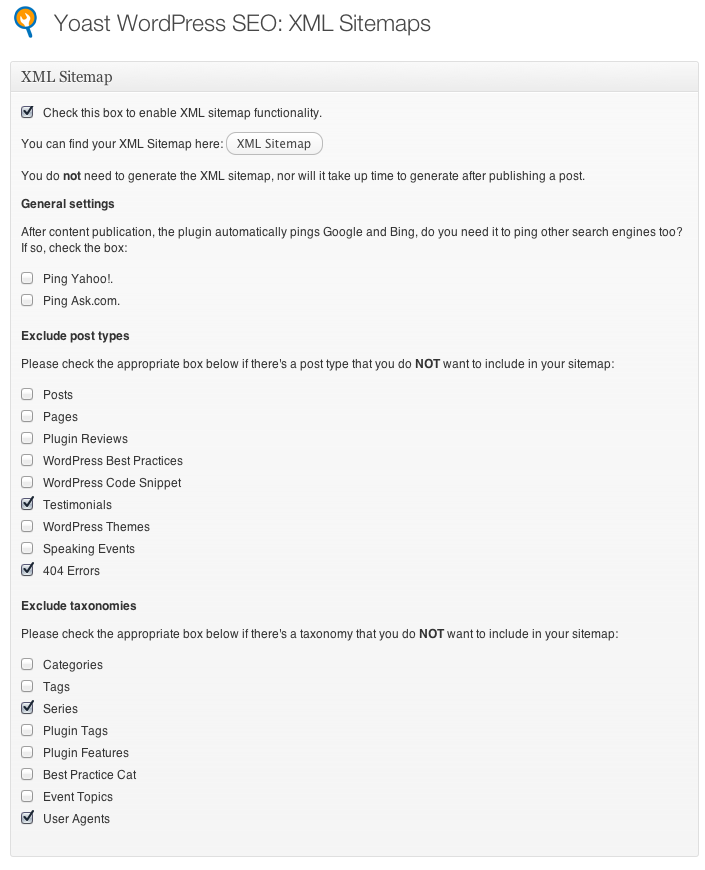 Yoast WordPress SEO: XML Sitemaps
XML Sitemap
Check this box to enable XML sitemap functionality.
You can find your XML Sitemap here: XML Sitemap
You do not need to generate the XML sitemap, nor will it take up time to generate after publishing a post.
General settings
After content publication, the plugin automatically pings Google and Bing, do you need it to ping other search engines too?
If so, check the box:
Ping Yahoo!.
Ping Ask.com.
Exclude post types
Please check the appropriate box below if there's a post type that you do NOT want to include in your sitemap:
Posts
Pages
Plugin Reviews
WordPress Best Practices
WordPress Code Snippet
Testimonials
WordPress Themes
Speaking Events
404 Errors
Exclude taxonomies
Please check the appropriate box below if there's a taxonomy that you do NOT want to include in your sitemap:
Categories
Tags
Series
Plugin Tags
Plugin Features
Best Practice Cat
Event Topics
User Agents